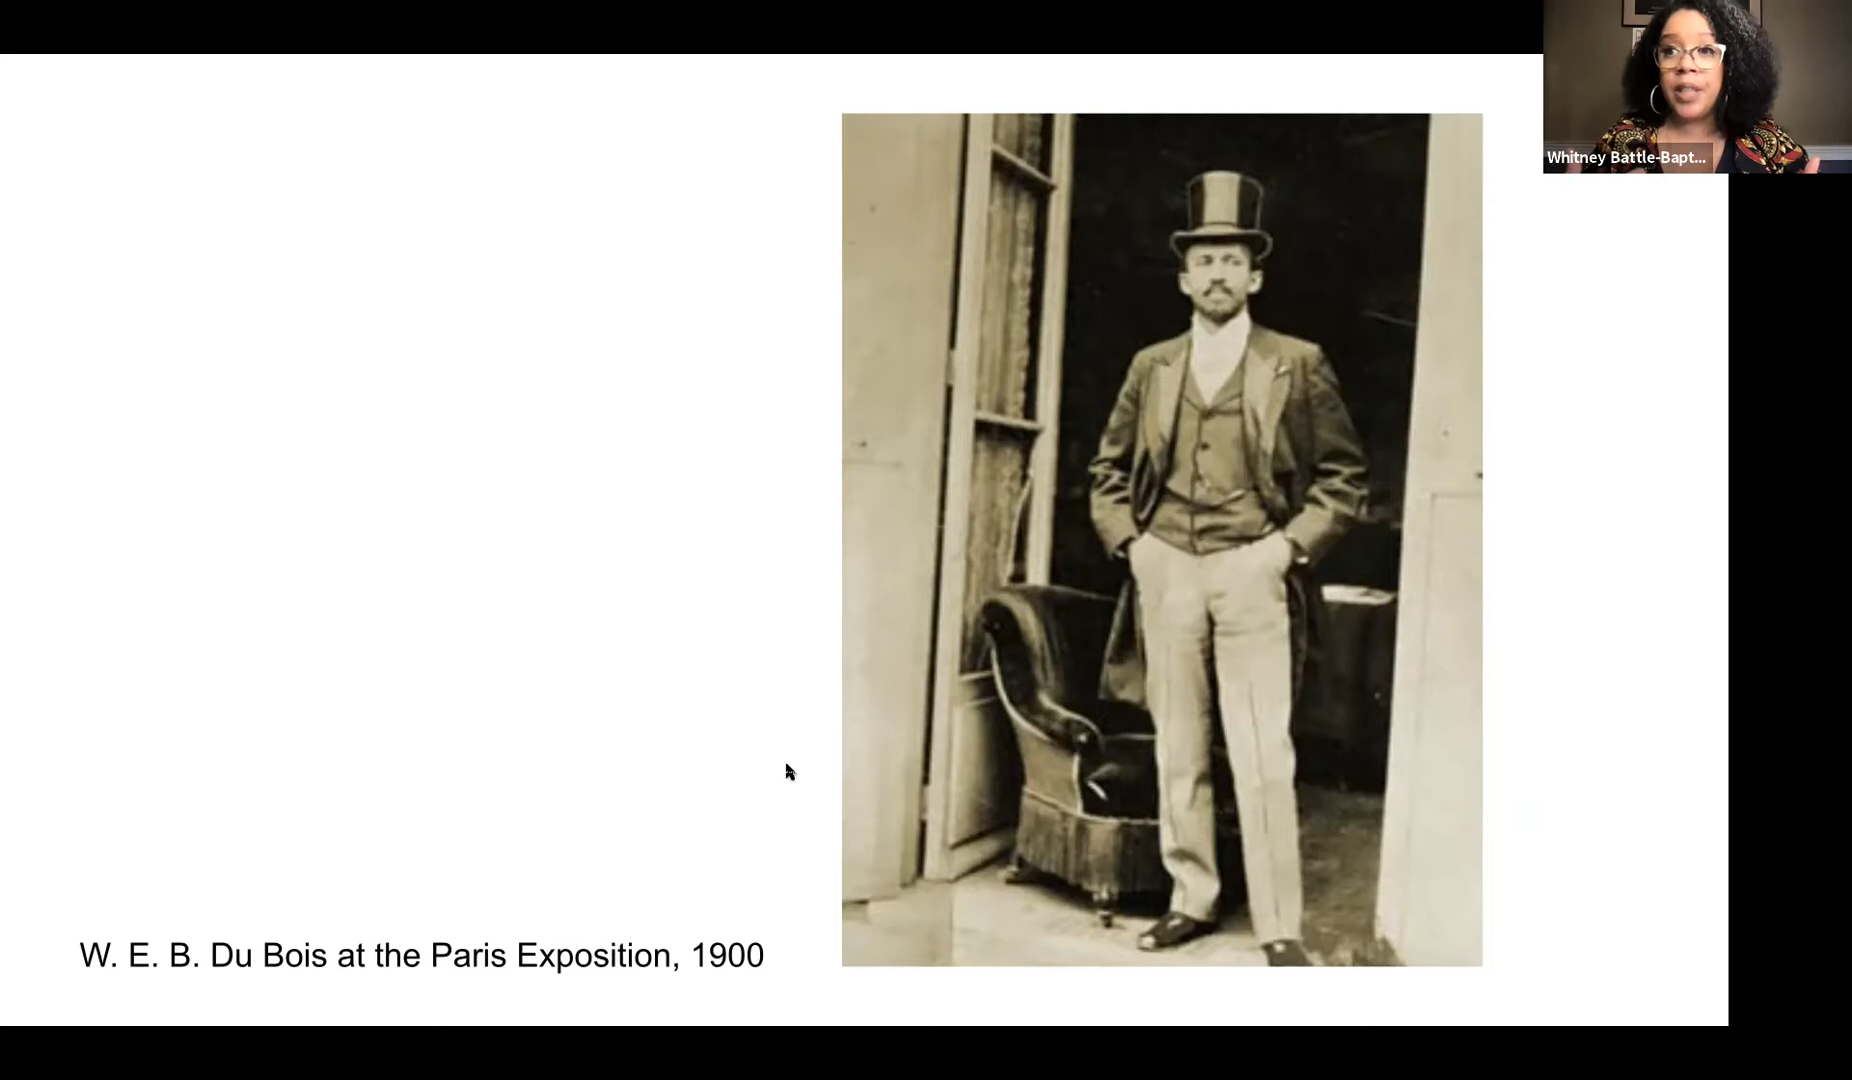 Whitney Battle-Bapt...
W. E. B. Du Bois at the Paris Exposition, 1900